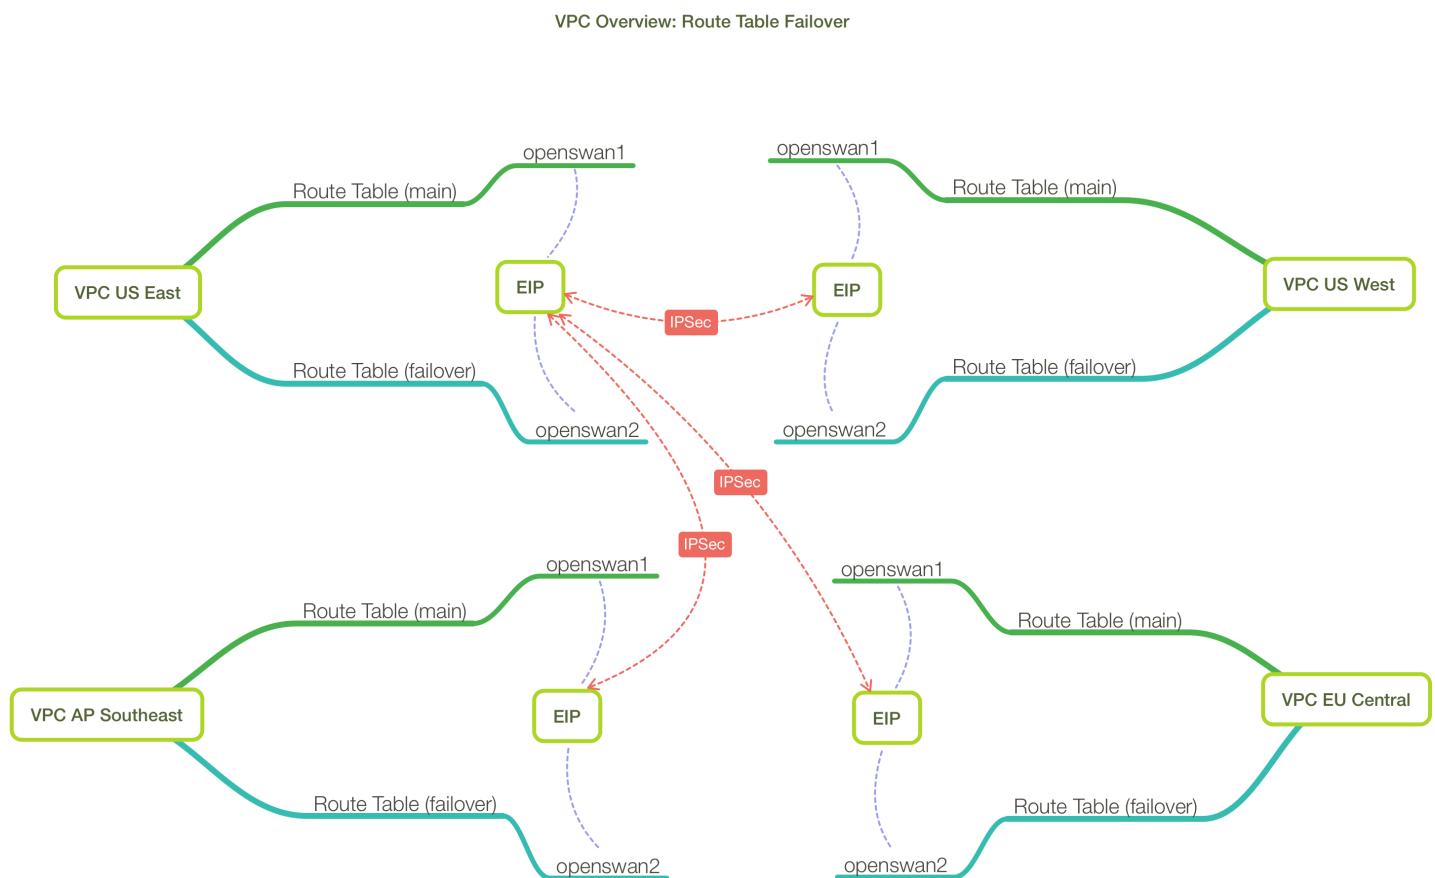 VPC Overview: Route Table Failover
openswan1
openswan1
Route Table (main)
Route Table (main)
VPC US East
EIP
EIP
VPC US West
IPSec
Route Table (failover)
Route Table (failover)
openswan2
openswan2
IPSec
IPSec
openswan1
openswan1
Route Table (main)
Route Table (main)
VPC AP Southeast
EIP
EIP
VPC EU Central
Route Table (failover)
Route Table (failover)
openswan2
openswan2